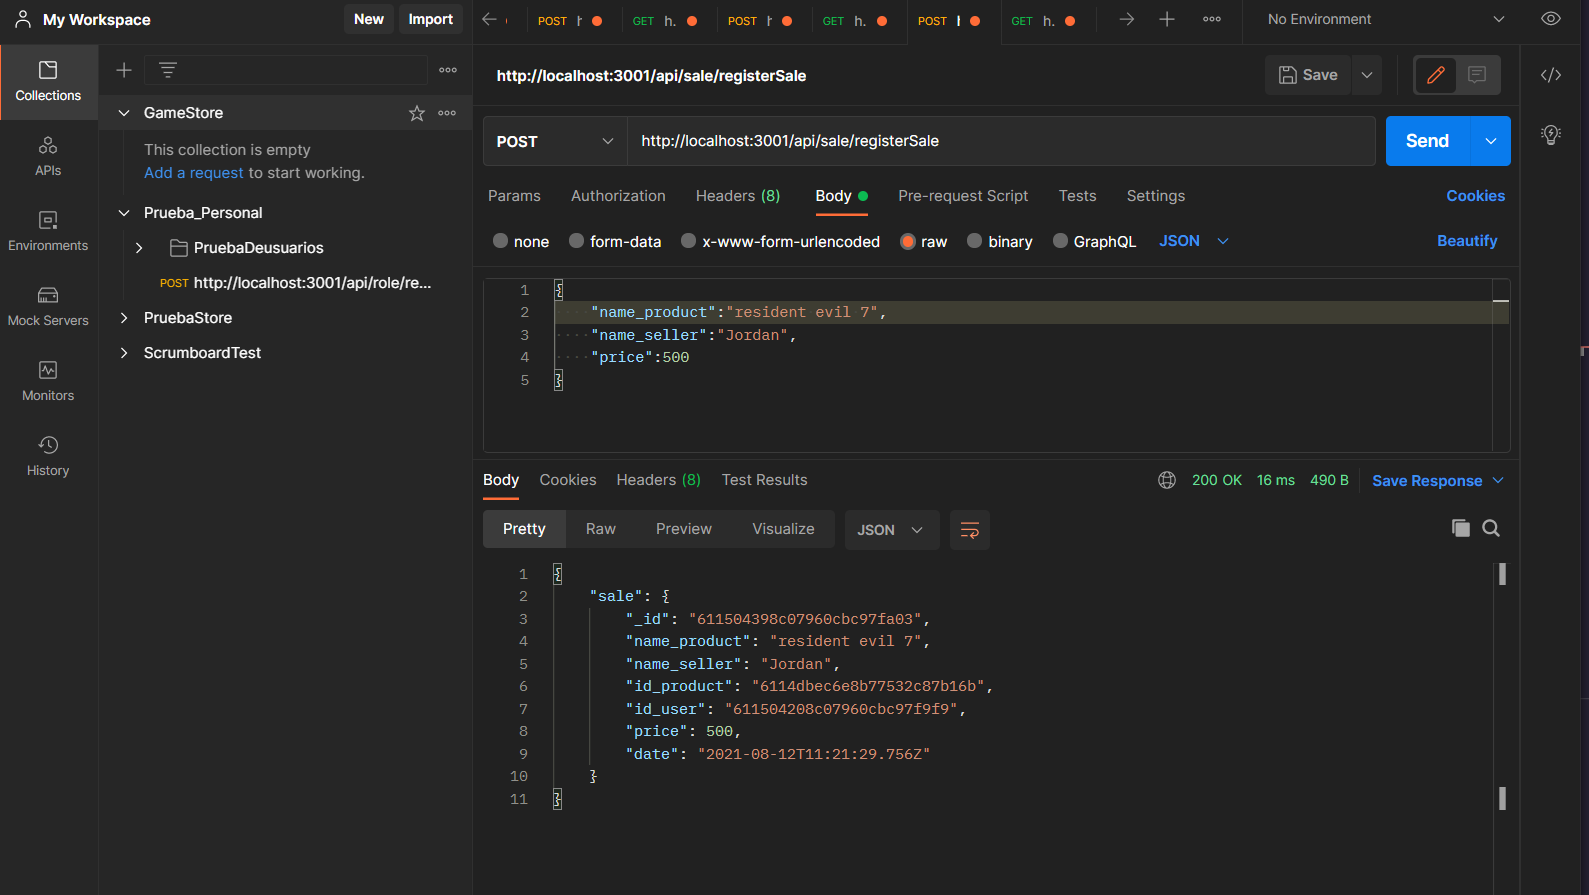 My Workspace
New
Import
POST h
GET h.
POST h
GET h.
POST h
GET h.
No Environment
Collections
APIs
Environments
Mock Servers
Monitors
History
GameStore
This collection is empty
Add a request to start working.
Prueba_Personal
PruebaDeusuarios
POST http://localhost:3001/api/role/re...
PruebaStore
ScrumboardTest
http://localhost:3001/api/sale/registerSale
Save
POST
http://localhost:3001/api/sale/registerSale
Send
Params Authorization Headers (8) Body Pre-request Script Tests Settings Cookies
none form-data x-www-form-urlencoded raw binary GraphQL JSON Beautify
1 {
2 "name_product":"resident evil 7",
3 "name_seller":"Jordan",
4 "price":500
5 }
Body Cookies Headers (8) Test Results 200 OK 16 ms 490 B Save Response
Pretty Raw Preview Visualize JSON
1 {
2 "sale": {
3 "_id": "611504398c07960cbc97fa03",
4 "name_product": "resident evil 7",
5 "name_seller": "Jordan",
6 "id_product": "6114dbec6e8b77532c87b16b",
7 "id_user": "611504208c07960cbc97f9f9",
8 "price": 500,
9 "date": "2021-08-12T11:21:29.756Z"
10 }
11 }